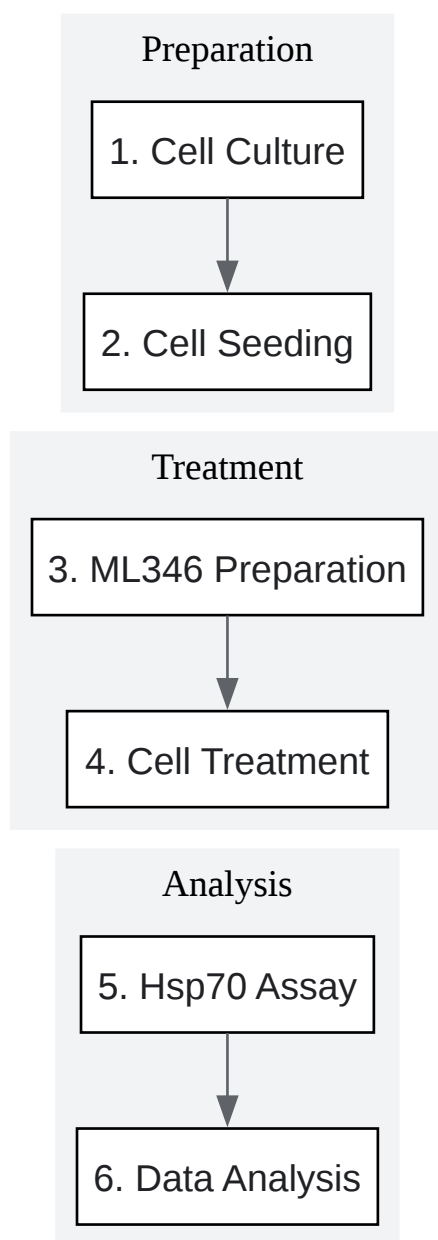 Preparation
1. Cell Culture
2. Cell Seeding
Treatment
3. ML346 Preparation
4. Cell Treatment
Analysis
5. Hsp70 Assay
6. Data Analysis